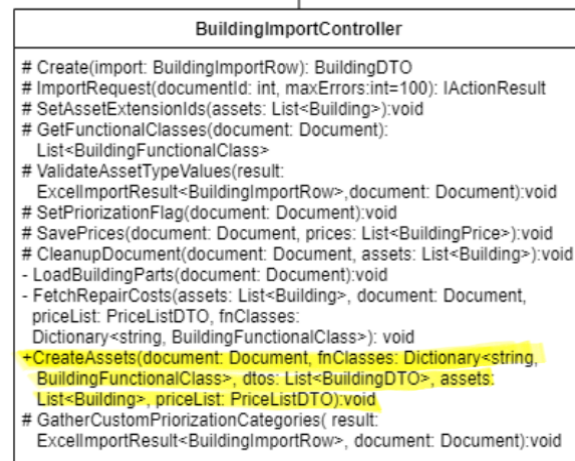 BuildingImportController
# Create(import: BuildingImportRow): BuildingDTO
# ImportRequest(documentId: int, maxErrors:int=100): IActionResult
# SetAssetExtensionIds(assets: List<Building>):void
# GetFunctionalClasses(document: Document):
List<BuildingFunctionalClass>
# ValidateAssetTypeValues(result:
ExcelImportResult<BuildingImportRow>,document: Document):void
# SetPriorizationFlag(document: Document):void
# SavePrices(document: Document, prices: List<BuildingPrice>):void
# CleanupDocument(document: Document, assets: List<Building>):void
- LoadBuildingParts(document: Document):void
- FetchRepairCosts(assets: List<Building>, document: Document,
priceList: PriceListDTO, fnClasses:
Dictionary<string, BuildingFunctionalClass>): void
+CreateAssets(document: Document, fnClasses: Dictionary<string,
BuildingFunctionalClass>, dtos: List<BuildingDTO>, assets:
List<Building>, priceList: PriceListDTO):void
# GatherCustomPriorizationCategories( result:
ExcelImportResult<BuildingImportRow>, document: Document):void